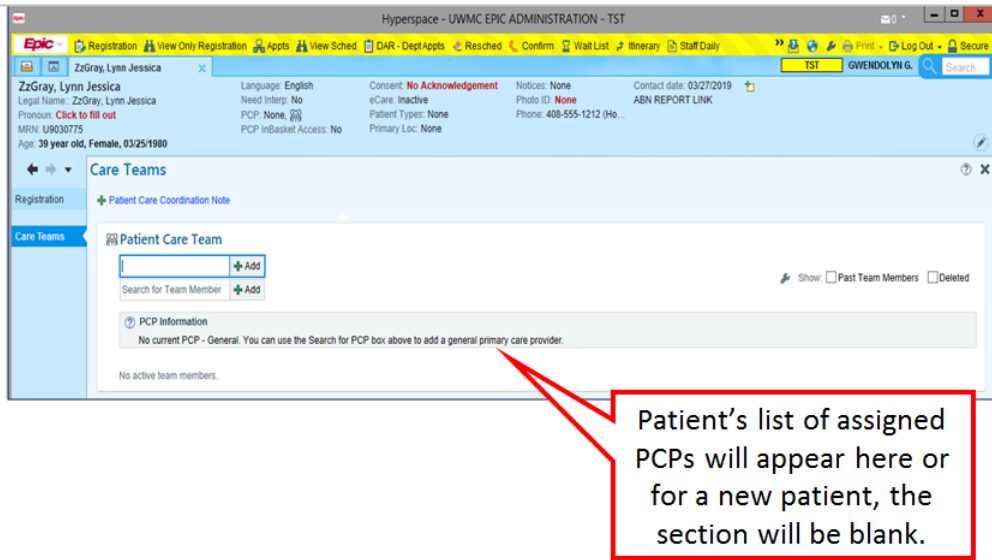 Epic
Hyperspace - UWMC EPIC ADMINISTRATION - TST
Epic Registration View Only Registration Appts View Sched DAR - Dept Appts Resched Confirm Wait List Itinerary Staff Daily » Print Log Out Secure
ZzGray, Lynn Jessica × TST GWENDOLYN G. Search
ZzGray, Lynn Jessica Language: English Consent: No Acknowledgement Notices: None Contact date: 03/27/2019
Legal Name:: ZzGray, Lynn Jessica Need Interp: No eCare: Inactive Photo ID: None ABN REPORT LINK
Pronoun: Click to fill out PCP: None, Patient Types: None Phone: 408-555-1212 (Ho...
MRN: U9030775 PCP InBasket Access: No Primary Loc: None
Age: 39 year old, Female, 03/25/1980
Care Teams
Registration
Patient Care Coordination Note
Care Teams
Patient Care Team
Add
Search for Team Member Add
Show: Past Team Members Deleted
PCP Information
No current PCP - General. You can use the Search for PCP box above to add a general primary care provider.
No active team members.
Patient's list of assigned
PCPs will appear here or
for a new patient, the
section will be blank.